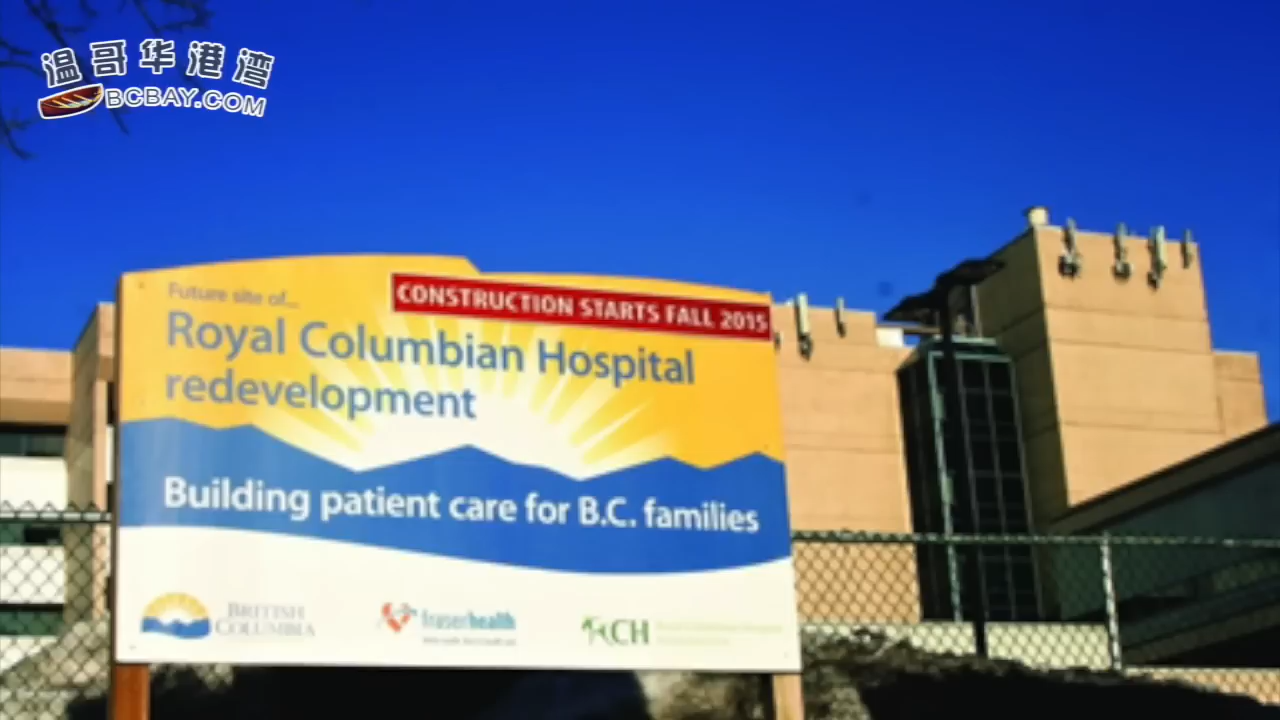 温哥华港湾
BCBAY.COM
Future site of...
CONSTRUCTION STARTS FALL 2015
Royal Columbian Hospital
redevelopment
Building patient care for B.C. families
BRITISH
COLUMBIA
fraserhealth
RCH